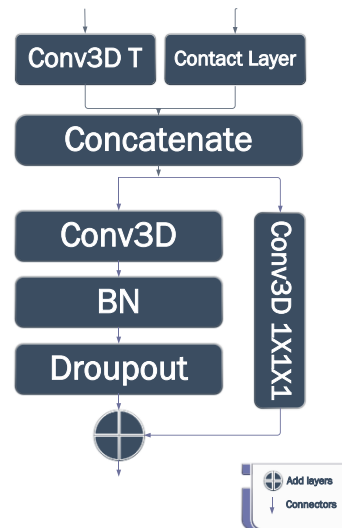 Conv3D T
Contact Layer
Concatenate
Conv3D
Conv3D 1X1X1
BN
Droupout
Add layers
Connectors